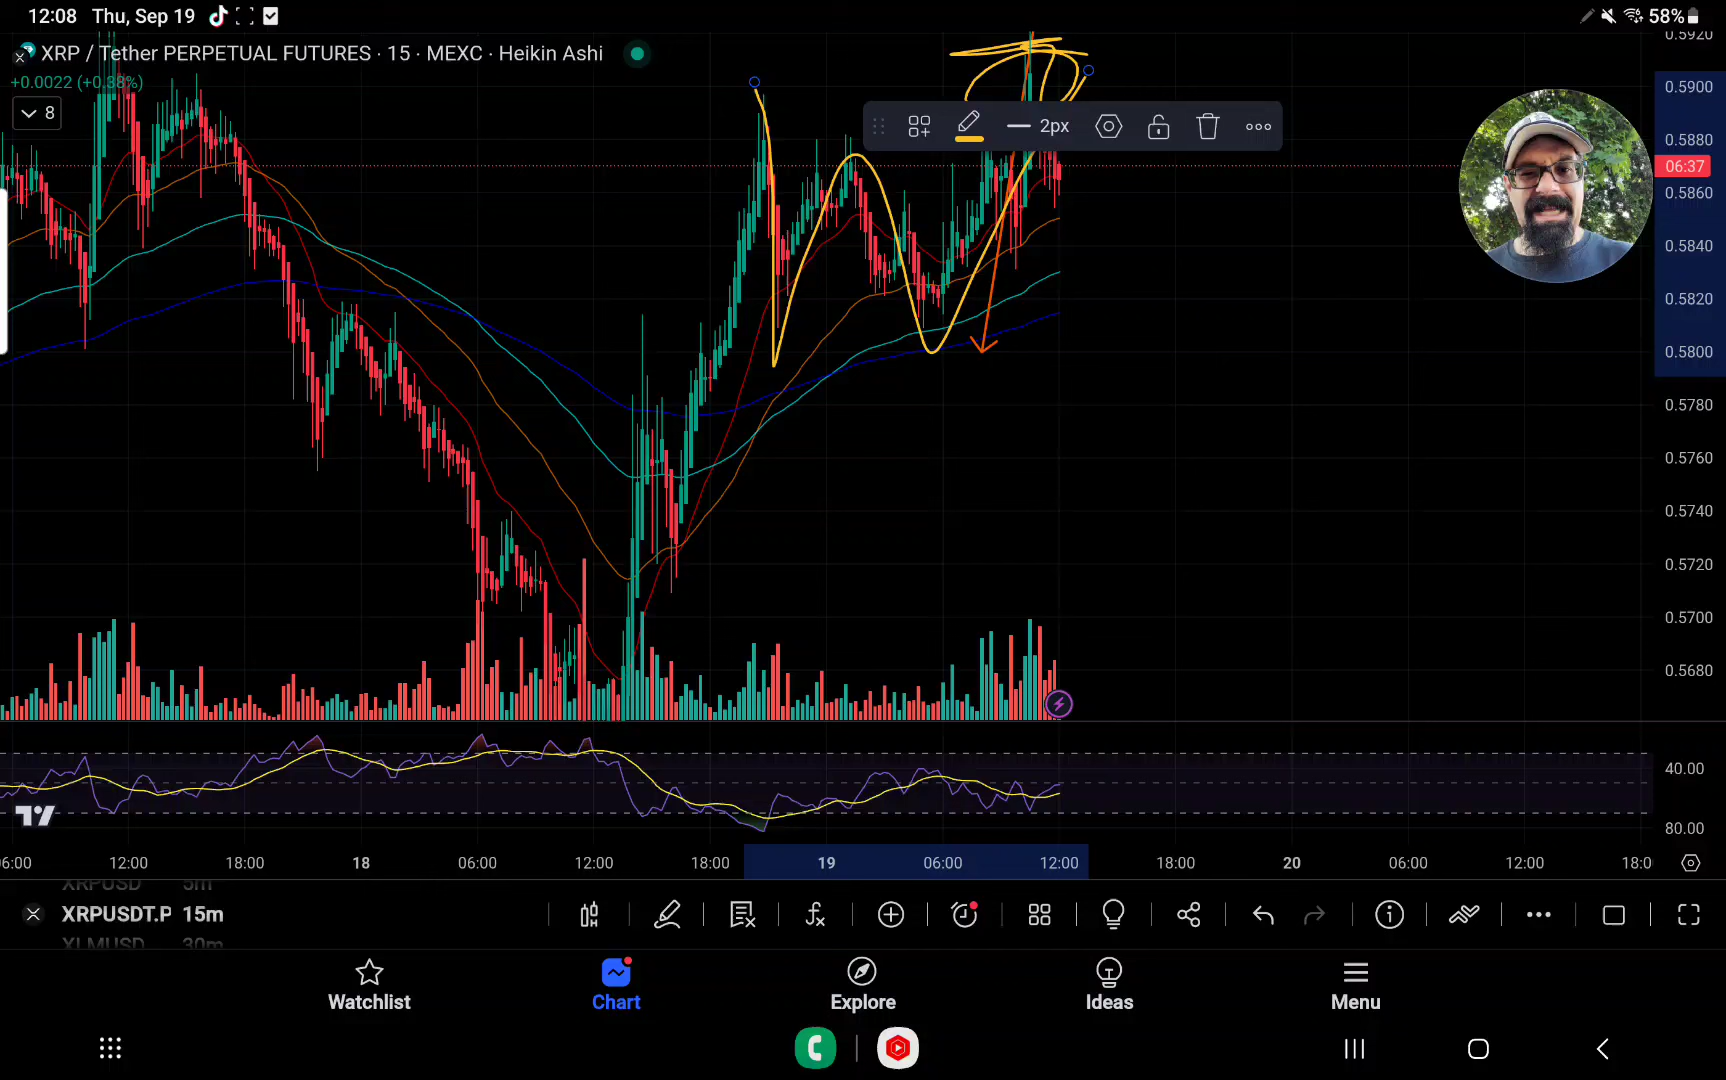 12:08 Thu, Sep 19
58%
XRP / Tether PERPETUAL FUTURES · 15 · MEXC · Heikin Ashi
+0.0022 (+0.38%)
8
2px
0.5920
0.5900
0.5880
06:37
0.5860
0.5840
0.5820
0.5800
0.5780
0.5760
0.5740
0.5720
0.5700
0.5680
40.00
80.00
06:00 12:00 18:00 18 06:00 12:00 18:00 19 06:00 12:00 18:00 20 06:00 12:00 18:0
XRPUSD 5m
XRPUSDT.P 15m
XLMUSD 30m
Watchlist
Chart
Explore
Ideas
Menu